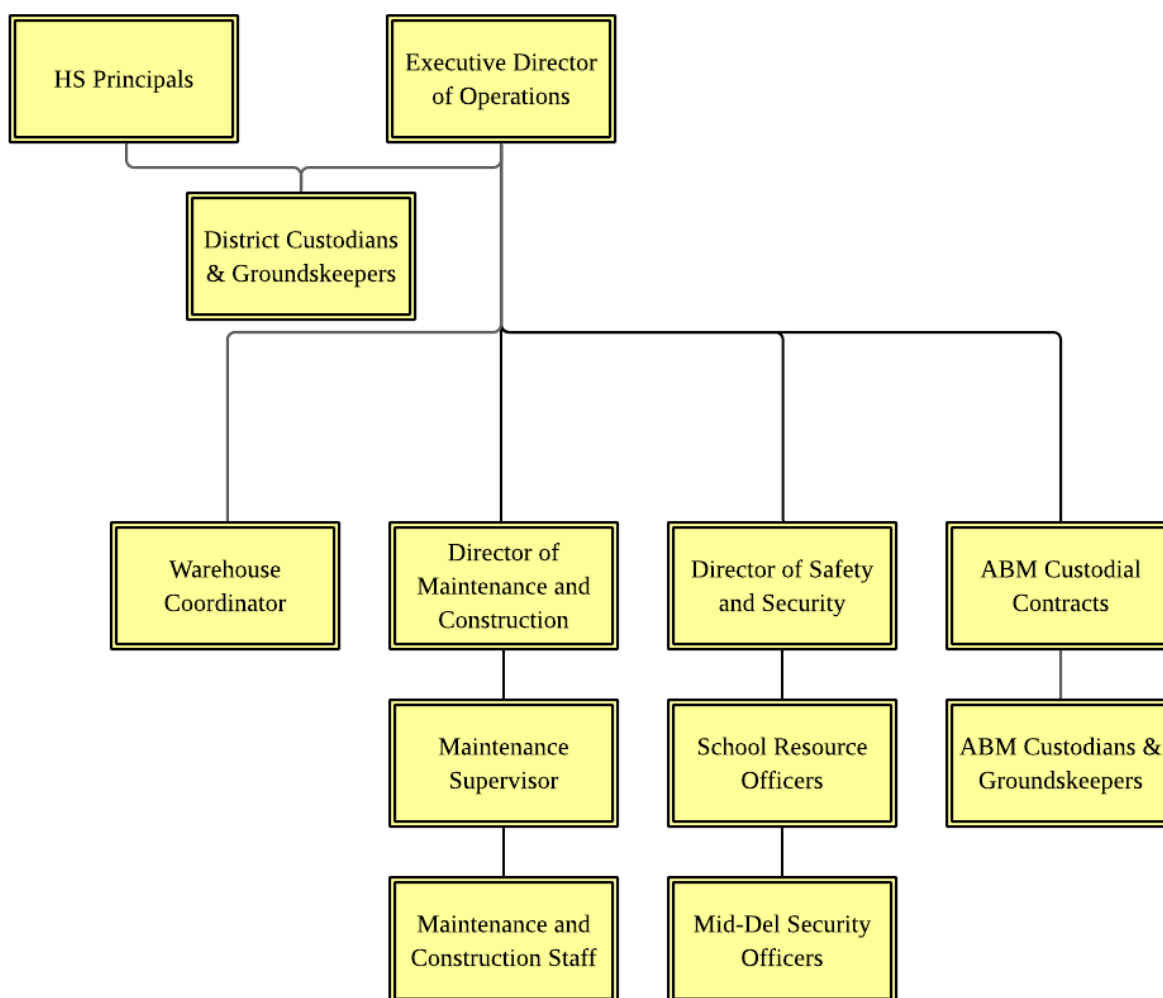 HS Principals
Executive Director
of Operations
District Custodians
& Groundskeepers
Warehouse
Coordinator
Director of
Maintenance and
Construction
Director of Safety
and Security
ABM Custodial
Contracts
Maintenance
Supervisor
School Resource
Officers
ABM Custodians &
Groundskeepers
Maintenance and
Construction Staff
Mid-Del Security
Officers